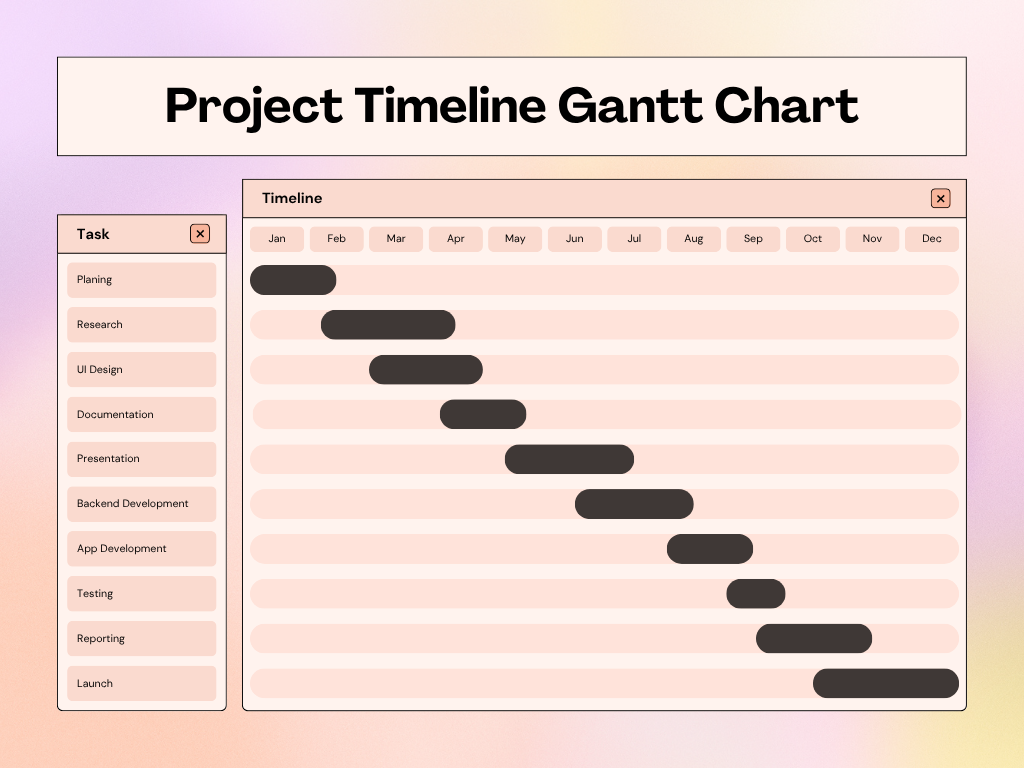 Project Timeline Gantt Chart
Timeline
Task
Jan Feb Mar Apr May Jun Jul Aug Sep Oct Nov Dec
Planing
Research
UI Design
Documentation
Presentation
Backend Development
App Development
Testing
Reporting
Launch